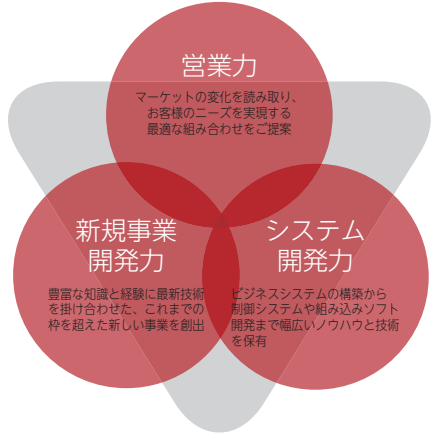 営業力
マーケットの変化を読み取り、
お客様のニーズを実現する
最適な組み合わせをご提案
新規事業
開発力
豊富な知識と経験に最新技術
を掛け合わせた、これまでの
枠を超えた新しい事業を創出
システム
開発力
ビジネスシステムの構築から
制御システムや組み込みソフト
開発まで幅広いノウハウと技術
を保有